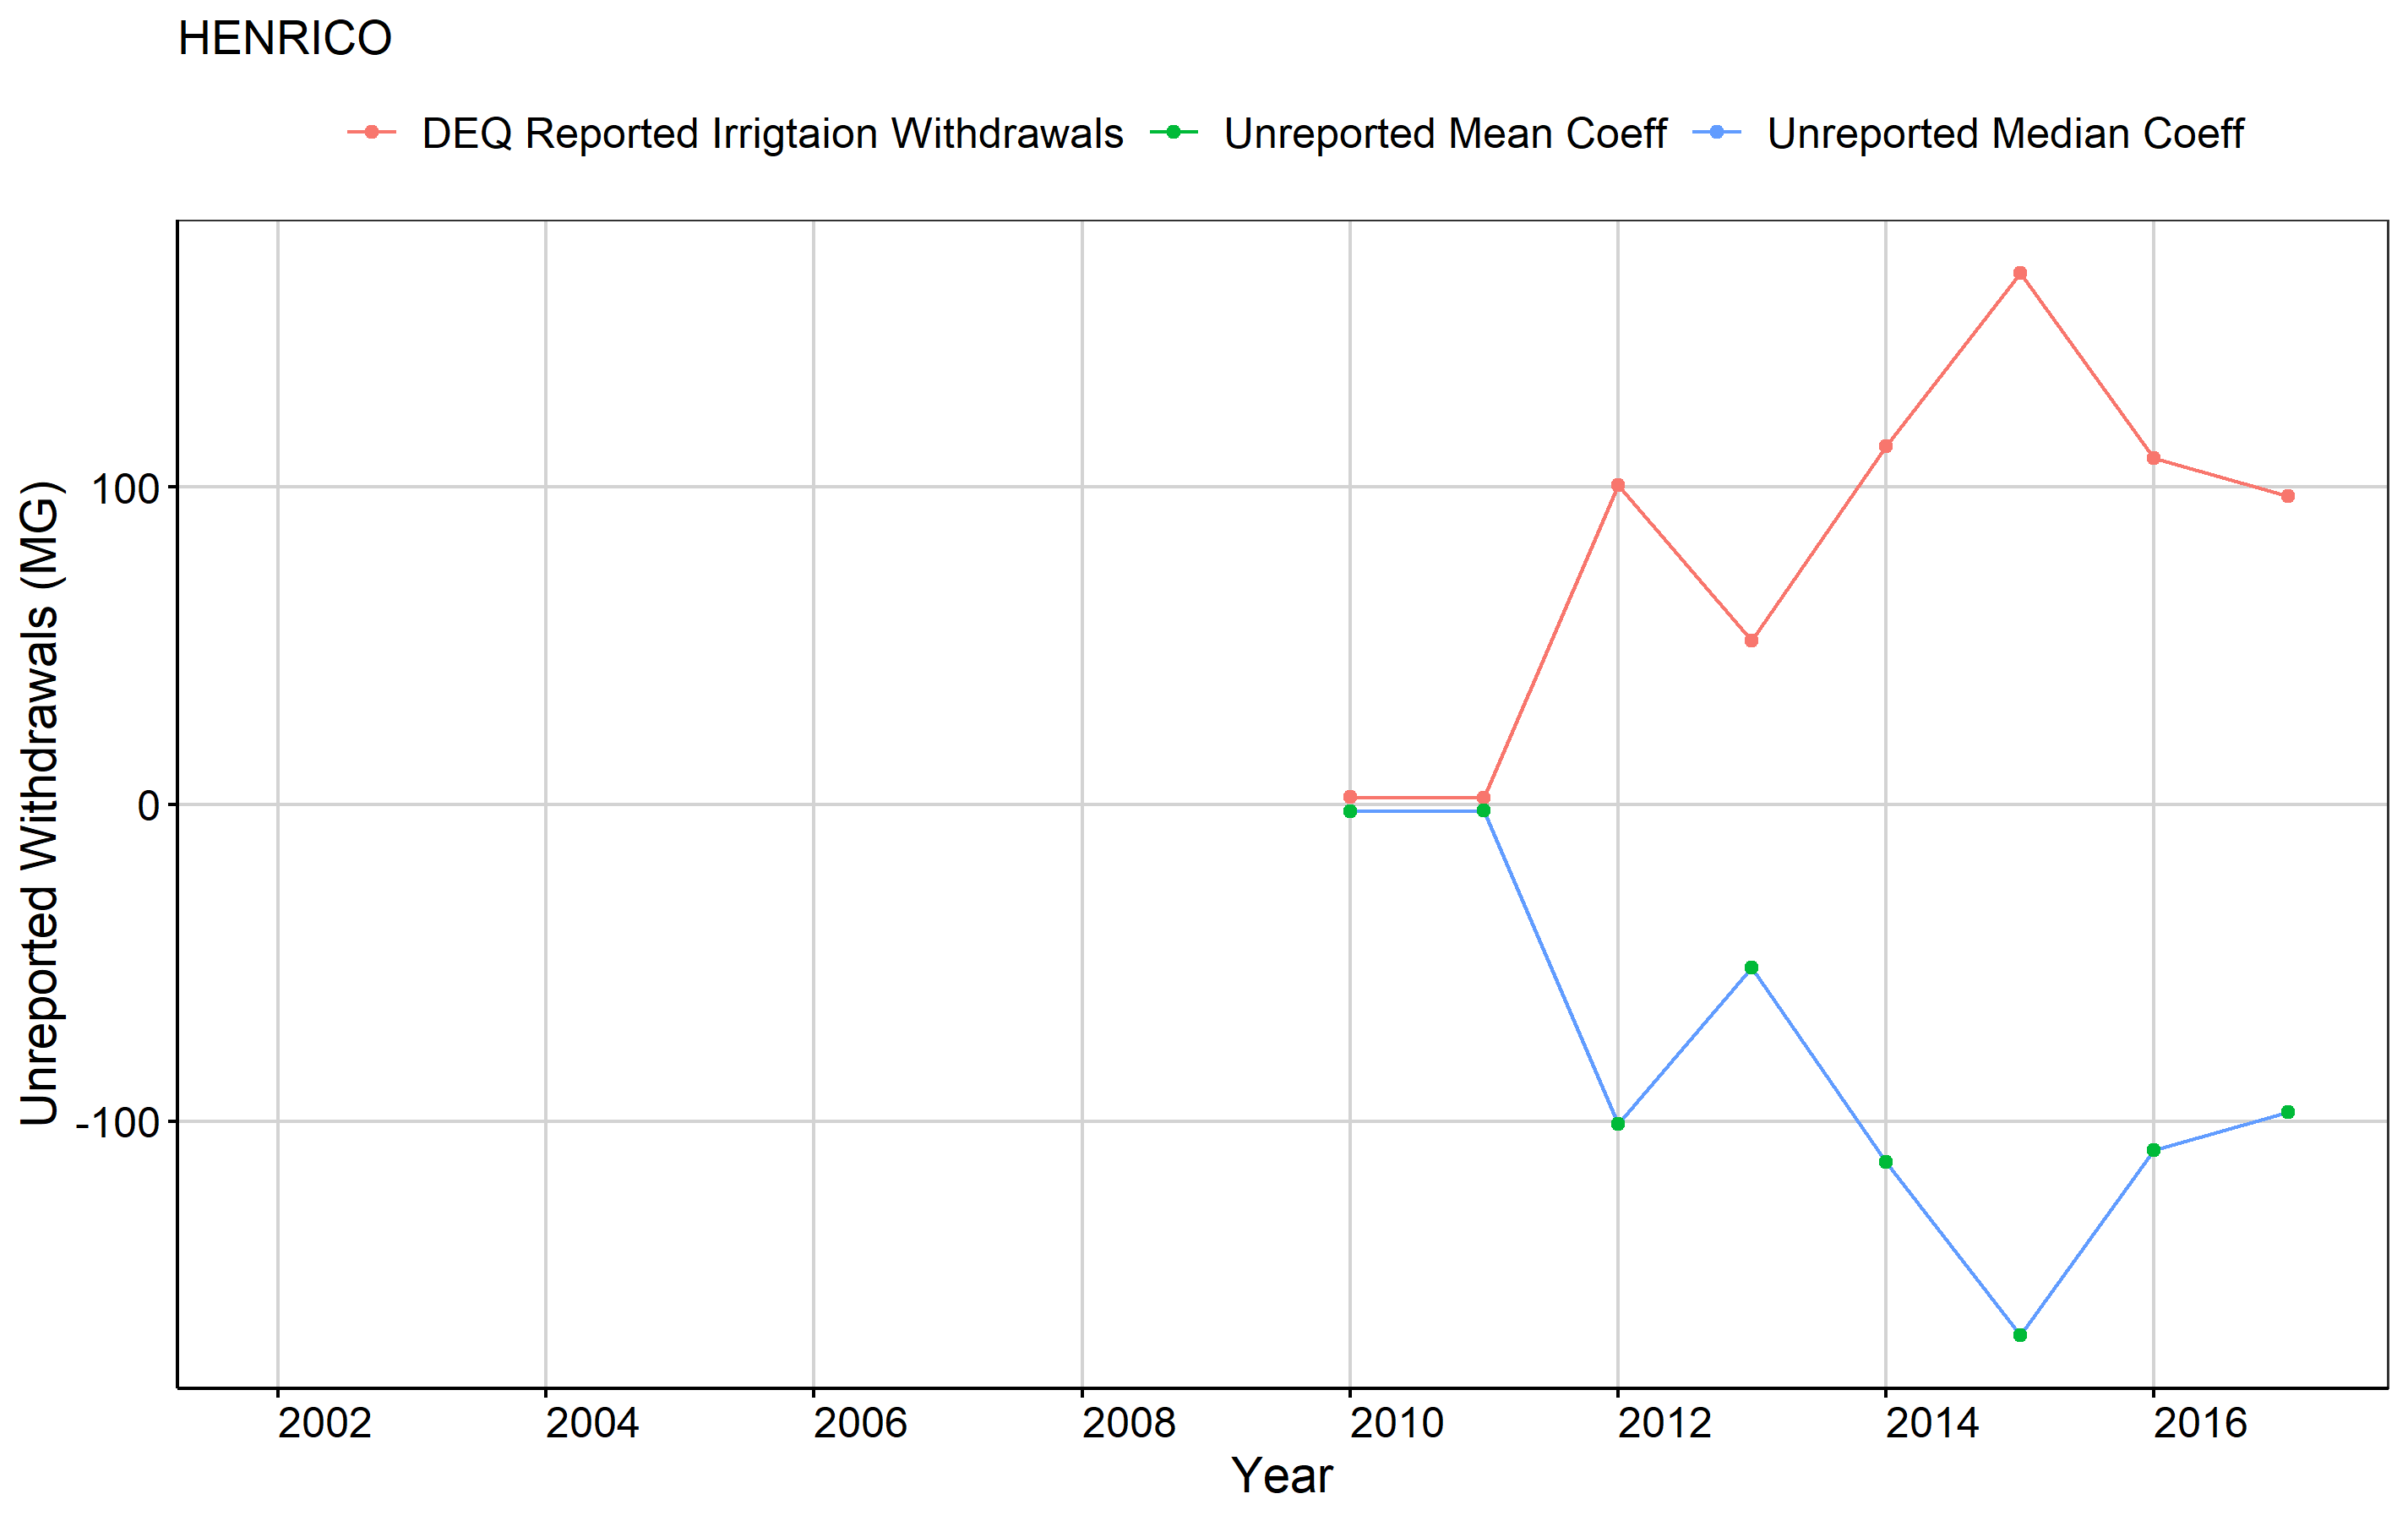 HENRICO
DEQ Reported Irrigtaion Withdrawals Unreported Mean Coeff Unreported Median Coeff
Unreported Withdrawals (MG)
100
0
-100
2002 2004 2006 2008 2010 2012 2014 2016
Year